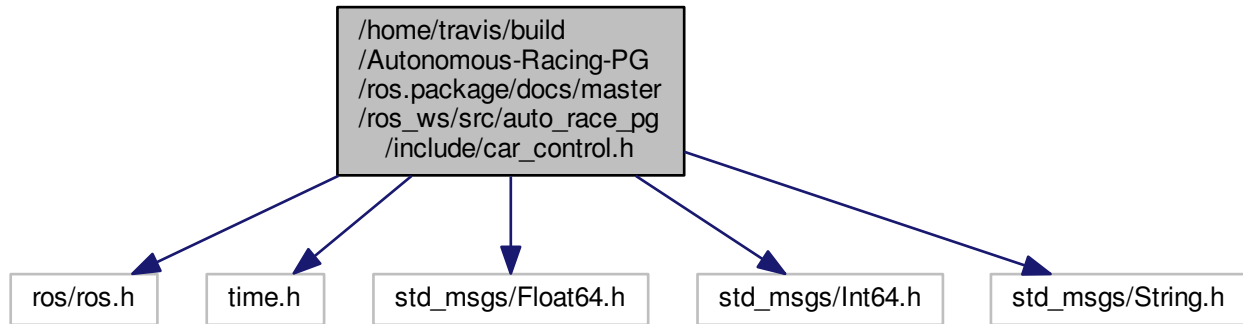 /home/travis/build
/Autonomous-Racing-PG
/ros.package/docs/master
/ros_ws/src/auto_race_pg
/include/car_control.h
ros/ros.h
time.h
std_msgs/Float64.h
std_msgs/Int64.h
std_msgs/String.h